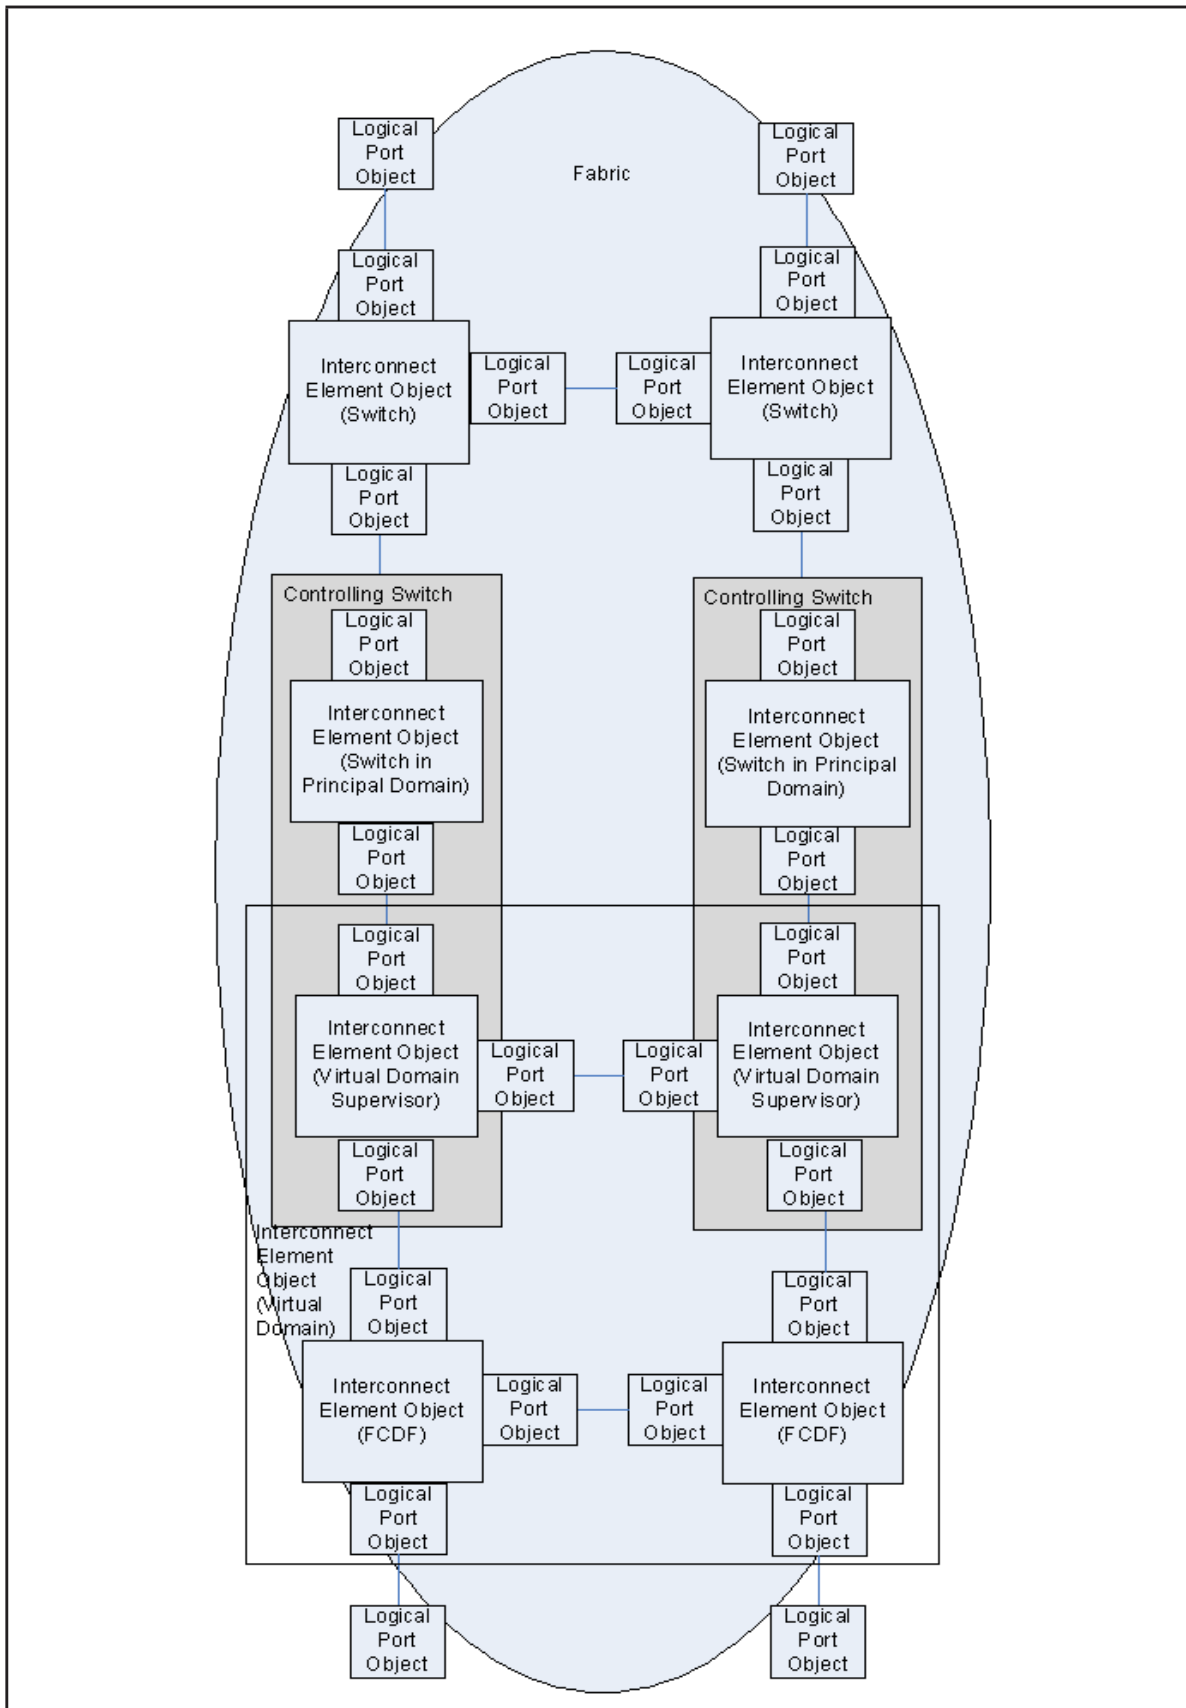 Fabric
Logical
Port
Object
Logical
Port
Object
Logical
Port
Object
Logical
Port
Object
Interconnect
Element Object
(Switch)
Logical
Port
Object
Logical
Port
Object
Interconnect
Element Object
(Switch)
Logical
Port
Object
Logical
Port
Object
Controlling Switch
Controlling Switch
Logical
Port
Object
Logical
Port
Object
Interconnect
Element Object
(Switch in
Principal Domain)
Interconnect
Element Object
(Switch in Principal
Domain)
Logical
Port
Object
Logical
Port
Object
Logical
Port
Object
Logical
Port
Object
Interconnect
Element Object
(Virtual Domain
Supervisor)
Logical
Port
Object
Logical
Port
Object
Interconnect
Element Object
(Virtual Domain
Supervisor)
Logical
Port
Object
Logical
Port
Object
Interconnect
Element
Object
(Virtual
Domain)
Logical
Port
Object
Logical
Port
Object
Interconnect
Element Object
(FCDF)
Logical
Port
Object
Logical
Port
Object
Interconnect
Element Object
(FCDF)
Logical
Port
Object
Logical
Port
Object
Logical
Port
Object
Logical
Port
Object